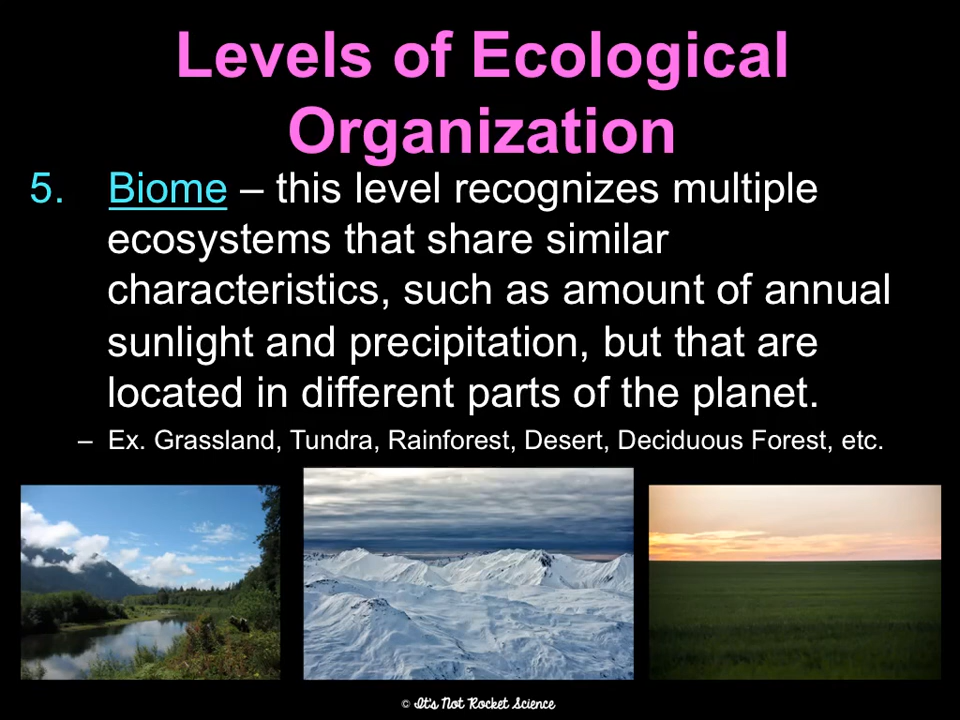 Levels of Ecological
Organization
5. Biome – this level recognizes multiple
ecosystems that share similar
characteristics, such as amount of annual
sunlight and precipitation, but that are
located in different parts of the planet.
– Ex. Grassland, Tundra, Rainforest, Desert, Deciduous Forest, etc.
© It's Not Rocket Science